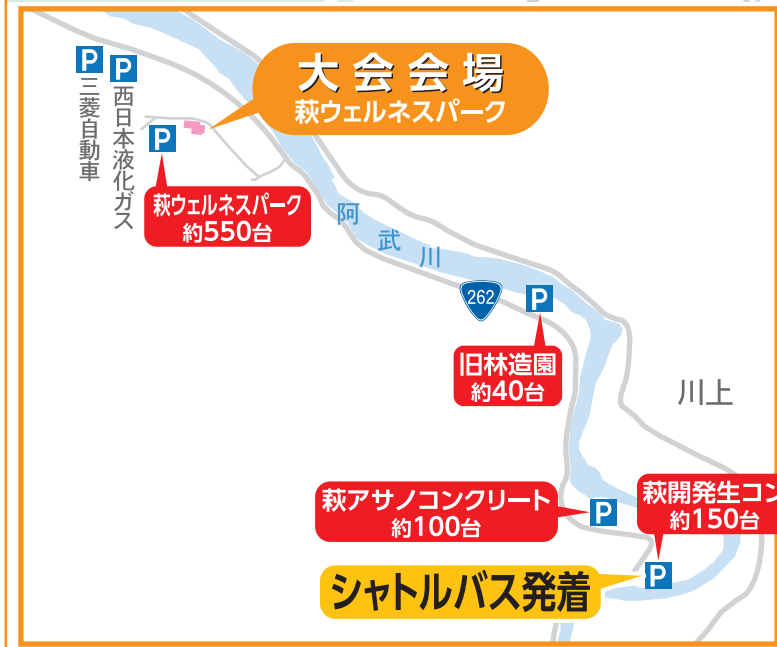 P
P
三菱自動車
西日本液化ガス
大会会場
萩ウェルネスパーク
P
萩ウェルネスパーク
約550台
阿武川
262
P
旧林造園
約40台
川上
萩アサノコンクリート
約100台
P
萩開発生コン
約150台
シャトルバス発着
P